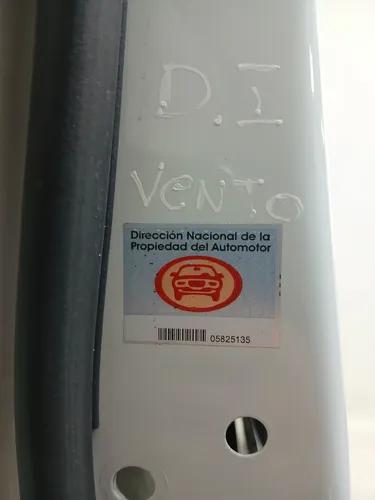 D.I
VENTO
Dirección Nacional de la
Propiedad del Automotor
05825135